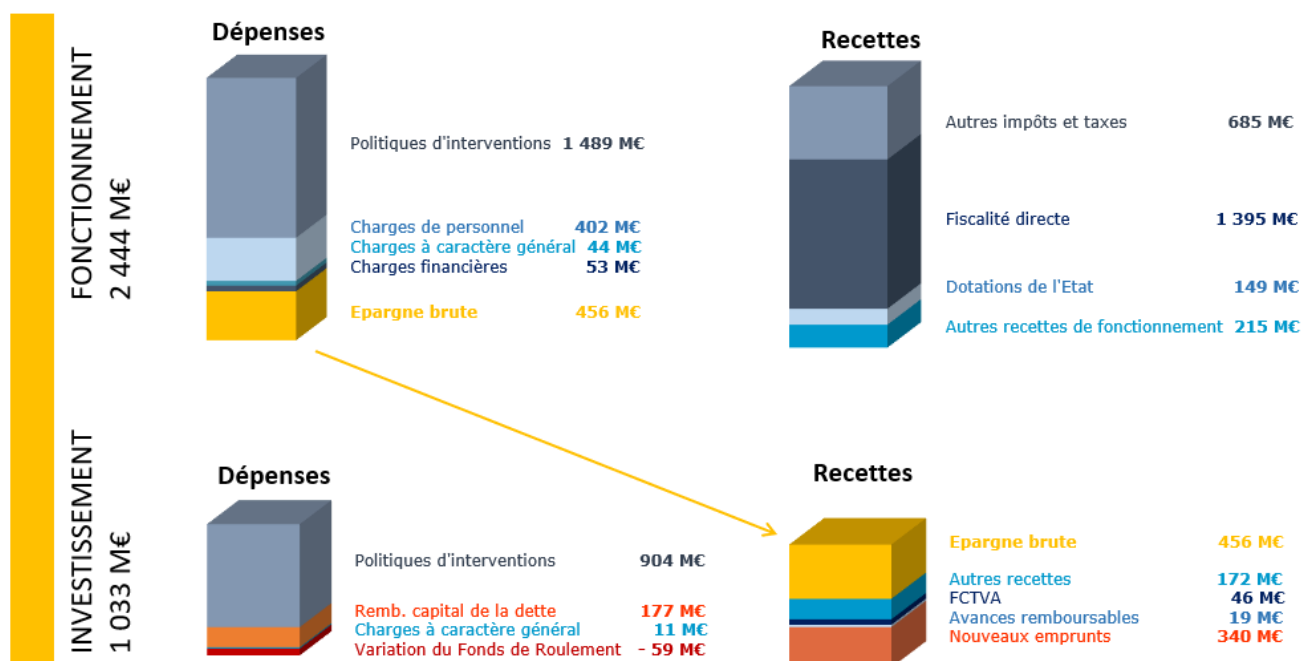 FONCTIONNEMENT
2 444 M€
Dépenses
Politiques d'interventions 1 489 M€
Charges de personnel 402 M€
Charges à caractère général 44 M€
Charges financières 53 M€
Epargne brute 456 M€
Recettes
Autres impôts et taxes 685 M€
Fiscalité directe 1 395 M€
Dotations de l'Etat 149 M€
Autres recettes de fonctionnement 215 M€
INVESTISSEMENT
1 033 M€
Dépenses
Politiques d'interventions 904 M€
Remb. capital de la dette 177 M€
Charges à caractère général 11 M€
Variation du Fonds de Roulement - 59 M€
Recettes
Epargne brute 456 M€
Autres recettes 172 M€
FCTVA 46 M€
Avances remboursables 19 M€
Nouveaux emprunts 340 M€